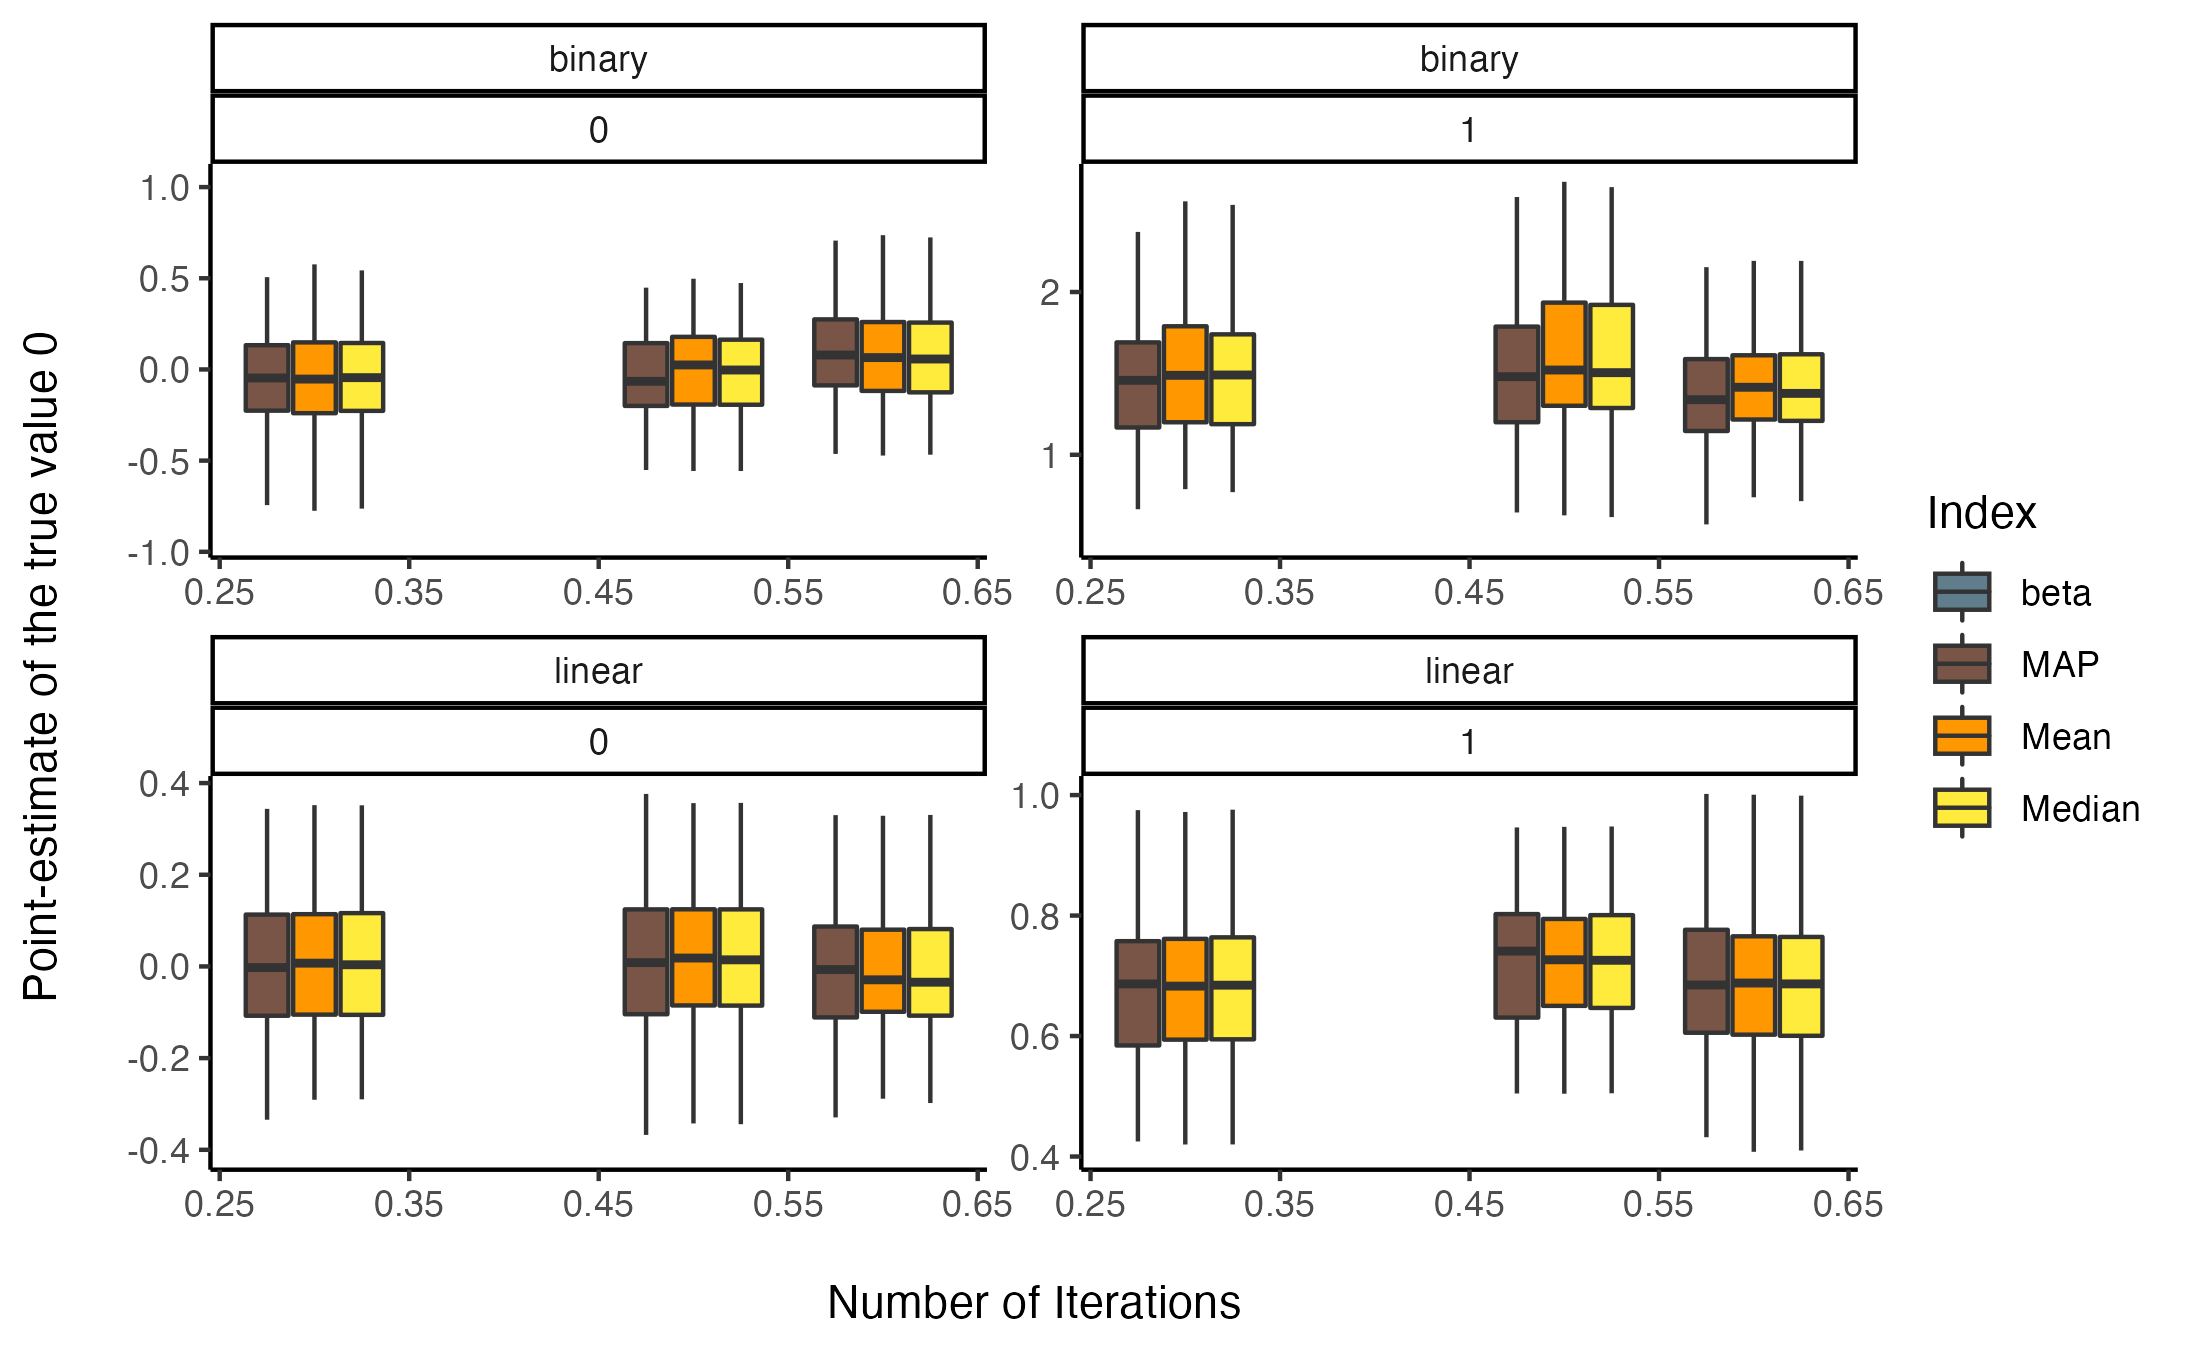 binary
binary
0
1
1.0
0.5
0.0
-0.5
-1.0
2
1
0.25 0.35 0.45 0.55 0.65
0.25 0.35 0.45 0.55 0.65
linear
linear
0
1
0.4
0.2
0.0
-0.2
-0.4
1.0
0.8
0.6
0.4
0.25 0.35 0.45 0.55 0.65
0.25 0.35 0.45 0.55 0.65
Point-estimate of the true value 0
Number of Iterations
Index
beta
MAP
Mean
Median